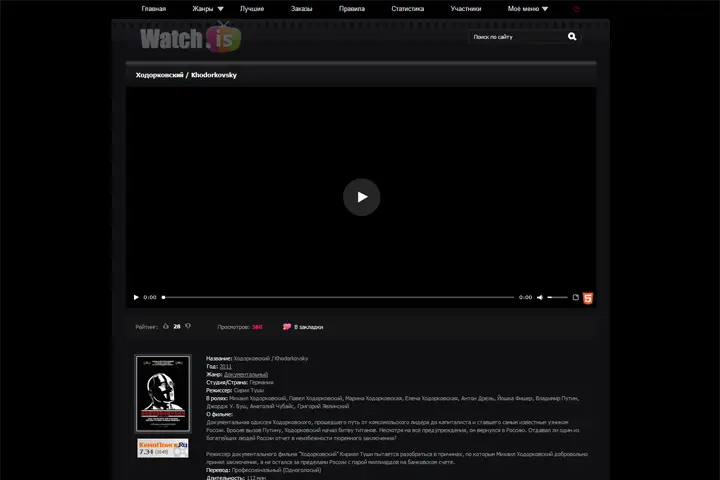 Главная Жанры Лучшие Заказы Правила Статистика Участники Моё меню
Watch.is
Поиск по сайту
Ходорковский / Khodorkovsky
0:00 0:00
5
Рейтинг: 28 Просмотров: 580 В закладки
Название: Ходорковский / Khodorkovsky
Год: 2011
Жанр: Документальный
Студия/Страна: Германия
Режиссер: Сирил Туши
В ролях: Михаил Ходорковский, Павел Ходорковский, Марина Ходорковская, Елена Ходорковская, Антон Дрель, Йошка Фишер, Владимир Путин,
Джордж У. Буш, Анатолий Чубайс, Григорий Явлинский
О фильме:
Документальная одиссея Ходорковского, прошедшего путь от комсомольского лидера до капиталиста и ставшего самым известным узником
России. Бросив вызов Путину, Ходорковский начал битву титанов. Несмотря на все предупреждения, он вернулся в Россию. Отдавал ли один из
богатейших людей России отчет в неизбежности тюремного заключения?
Режиссер документального фильма "Ходорковский" Кирилл Туши пытается разобраться в причинах, по которым Михаил Ходорковский добровольно
принял заключение, а не остался за пределами России с парой миллиардов на банковском счете.
КиноПоиск.Ru
7.34
Перевод: Профессиональный (Одноголосый)
Длительность: 112 мин